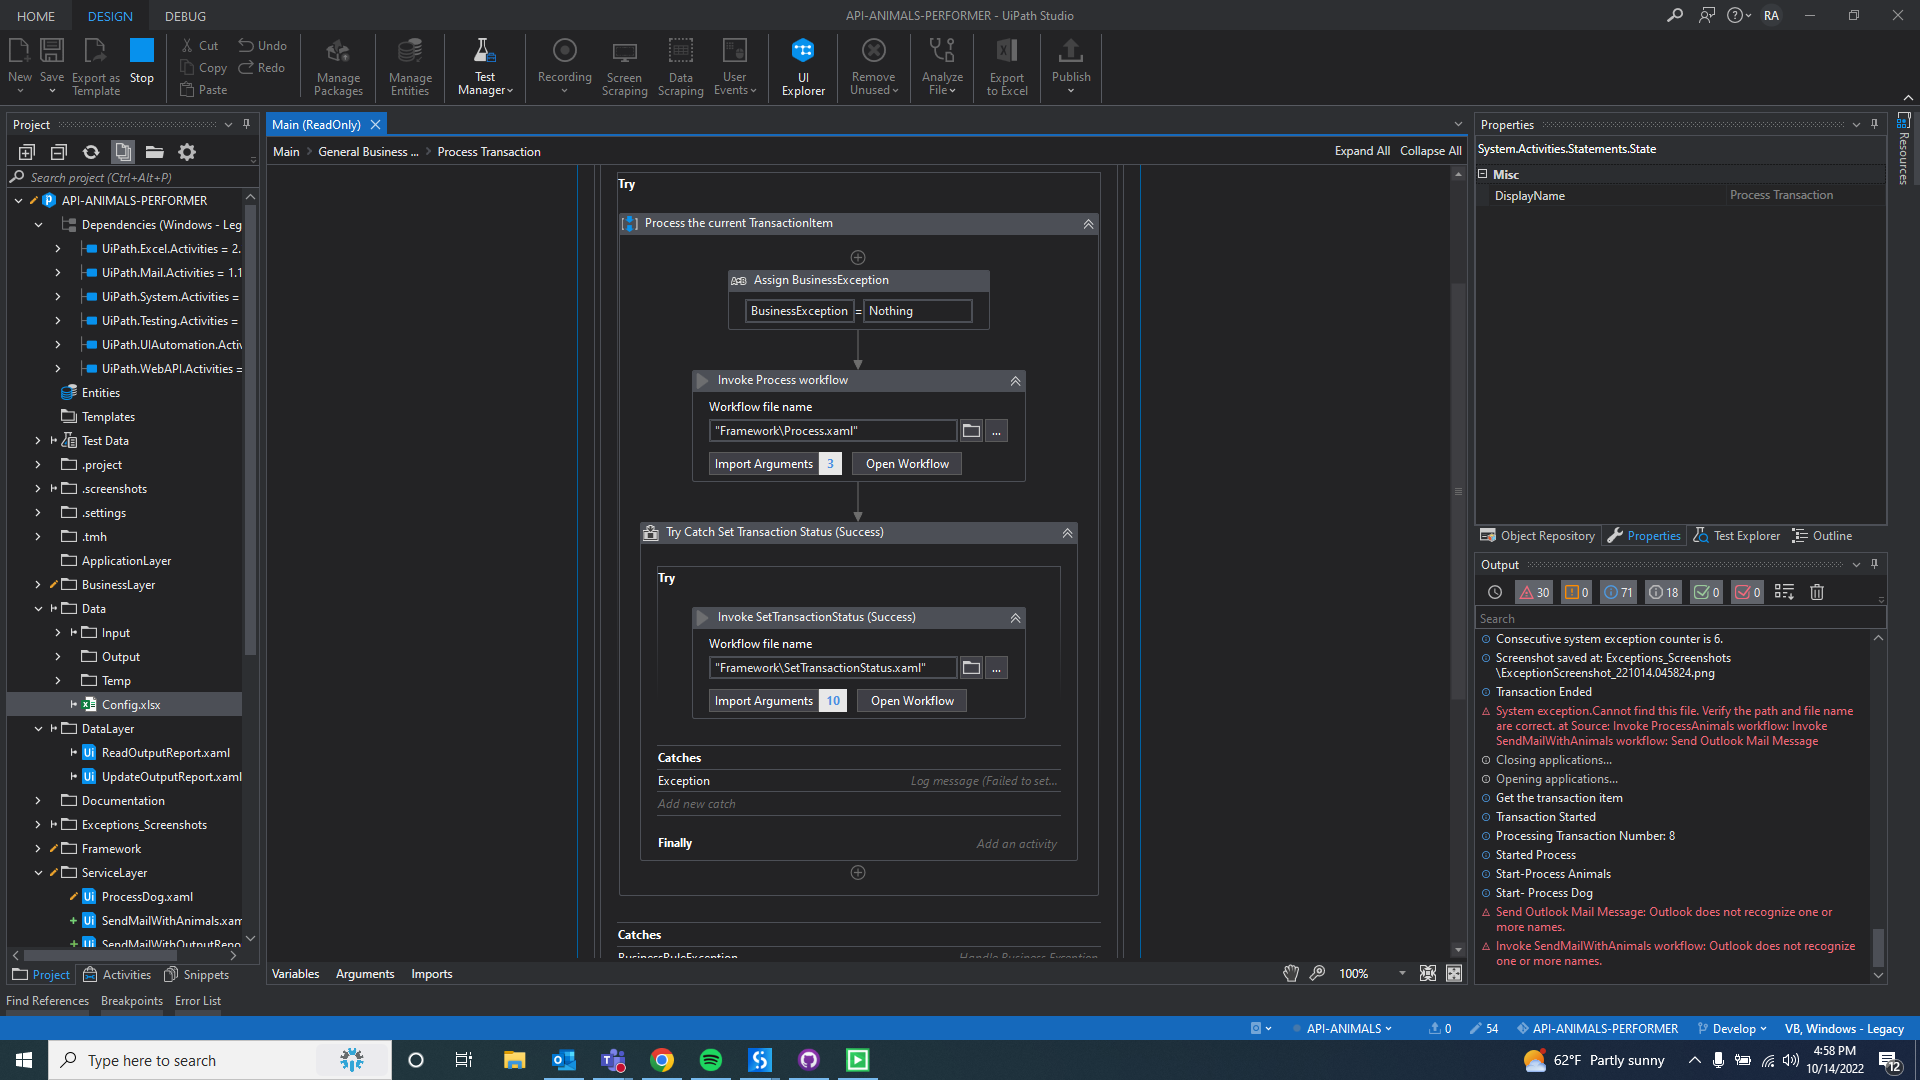 HOME DESIGN DEBUG
API-ANIMALS-PERFORMER - UiPath Studio
RA
New Save Export as Template Stop
Cut Copy Paste Undo Redo
Manage Packages
Manage Entities
Test Manager
Recording
Screen Scraping
Data Scraping
User Events
UI Explorer
Remove Unused
Analyze File
Export to Excel
Publish
Project
Search project (Ctrl+Alt+P)
API-ANIMALS-PERFORMER
Dependencies (Windows - Leg
UiPath.Excel.Activities = 2.
UiPath.Mail.Activities = 1.1
UiPath.System.Activities =
UiPath.Testing.Activities =
UiPath.UIAutomation.Activ
UiPath.WebAPI.Activities =
Entities
Templates
Test Data
.project
.screenshots
.settings
.tmh
ApplicationLayer
BusinessLayer
Data
Input
Output
Temp
Config.xlsx
DataLayer
ReadOutputReport.xaml
UpdateOutputReport.xaml
Documentation
Exceptions_Screenshots
Framework
ServiceLayer
ProcessDog.xaml
SendMailWithAnimals.xam
SendMailWithOutputRepo
Project Activities Snippets
Find References Breakpoints Error List
Main (ReadOnly)
Main General Business ... Process Transaction
Expand All Collapse All
Try
Process the current TransactionItem
Assign BusinessException
BusinessException = Nothing
Invoke Process workflow
Workflow file name
"Framework\Process.xaml" ...
Import Arguments 3 Open Workflow
Try Catch Set Transaction Status (Success)
Try
Invoke SetTransactionStatus (Success)
Workflow file name
"Framework\SetTransactionStatus.xaml" ...
Import Arguments 10 Open Workflow
Catches
Exception Log message (Failed to set...
Add new catch
Finally Add an activity
Catches
BusinessRuleException Handle Business Exception
Variables Arguments Imports
100%
Properties
System.Activities.Statements.State
Misc
DisplayName Process Transaction
Resources
Object Repository Properties Test Explorer Outline
Output
30 0 71 18 0 0
Search
Consecutive system exception counter is 6.
Screenshot saved at: Exceptions_Screenshots
\ExceptionScreenshot_221014.045824.png
Transaction Ended
System exception.Cannot find this file. Verify the path and file name
are correct. at Source: Invoke ProcessAnimals workflow: Invoke
SendMailWithAnimals workflow: Send Outlook Mail Message
Closing applications...
Opening applications...
Get the transaction item
Transaction Started
Processing Transaction Number: 8
Started Process
Start-Process Animals
Start- Process Dog
Send Outlook Mail Message: Outlook does not recognize one or
more names.
Invoke SendMailWithAnimals workflow: Outlook does not recognize
one or more names.
API-ANIMALS 0 54 API-ANIMALS-PERFORMER Develop VB, Windows - Legacy
Type here to search
62°F Partly sunny
4:58 PM
10/14/2022
12